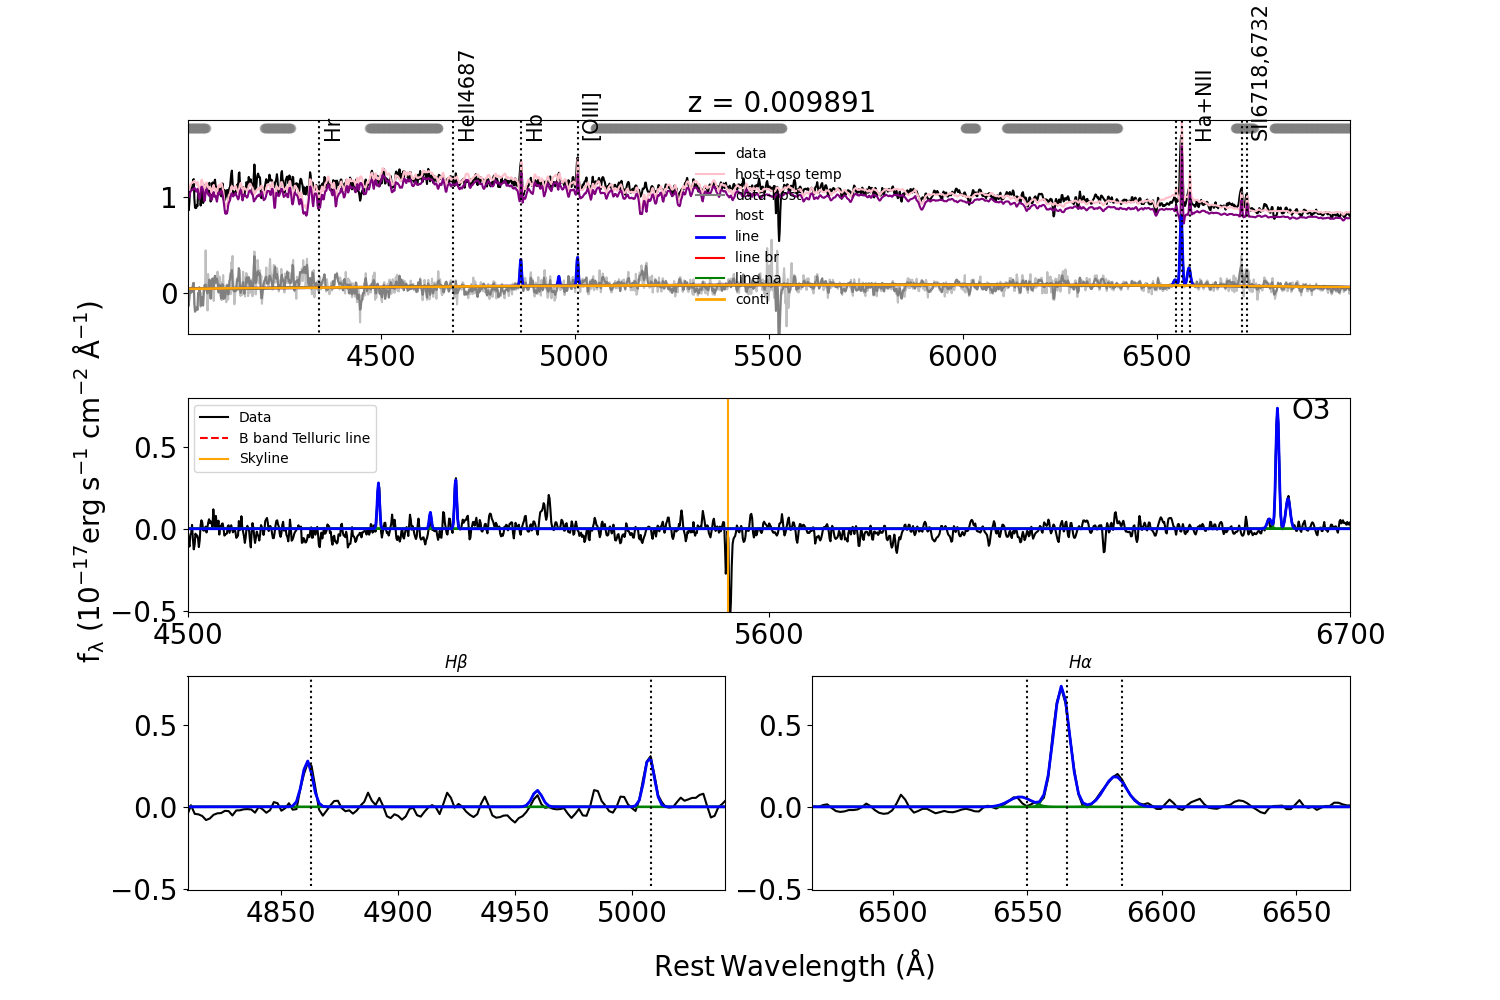 z = 0.009891
Hr
HeII4687
Hb
[OIII]
Ha+NII
SII6718,6732
data
host+qso temp
data-host
host
line
line br
line na
conti
1
0
4500 5000 5500 6000 6500
f_λ (10^{-17} erg s^{-1} cm^{-2} Å^{-1})
Data
B band Telluric line
Skyline
O3
0.5
0.0
−0.5
4500 5600 6700
Hβ
0.5
0.0
−0.5
4850 4900 4950 5000
Hα
0.5
0.0
−0.5
6500 6550 6600 6650
Rest Wavelength (Å)